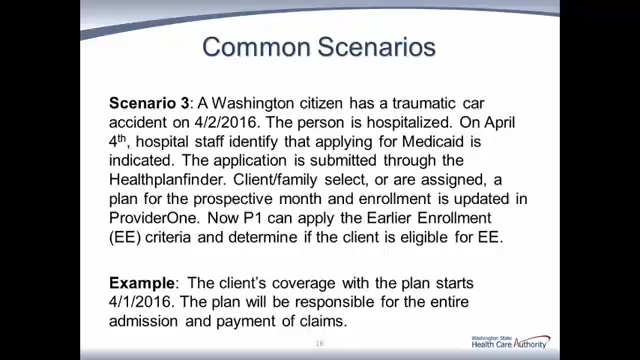 Common Scenarios
Scenario 3: A Washington citizen has a traumatic car
accident on 4/2/2016. The person is hospitalized. On April
4th, hospital staff identify that applying for Medicaid is
indicated. The application is submitted through the
Healthplanfinder. Client/family select, or are assigned, a
plan for the prospective month and enrollment is updated in
ProviderOne. Now P1 can apply the Earlier Enrollment
(EE) criteria and determine if the client is eligible for EE.
Example: The client's coverage with the plan starts
4/1/2016. The plan will be responsible for the entire
admission and payment of claims.
16
Washington State
Health Care Authority